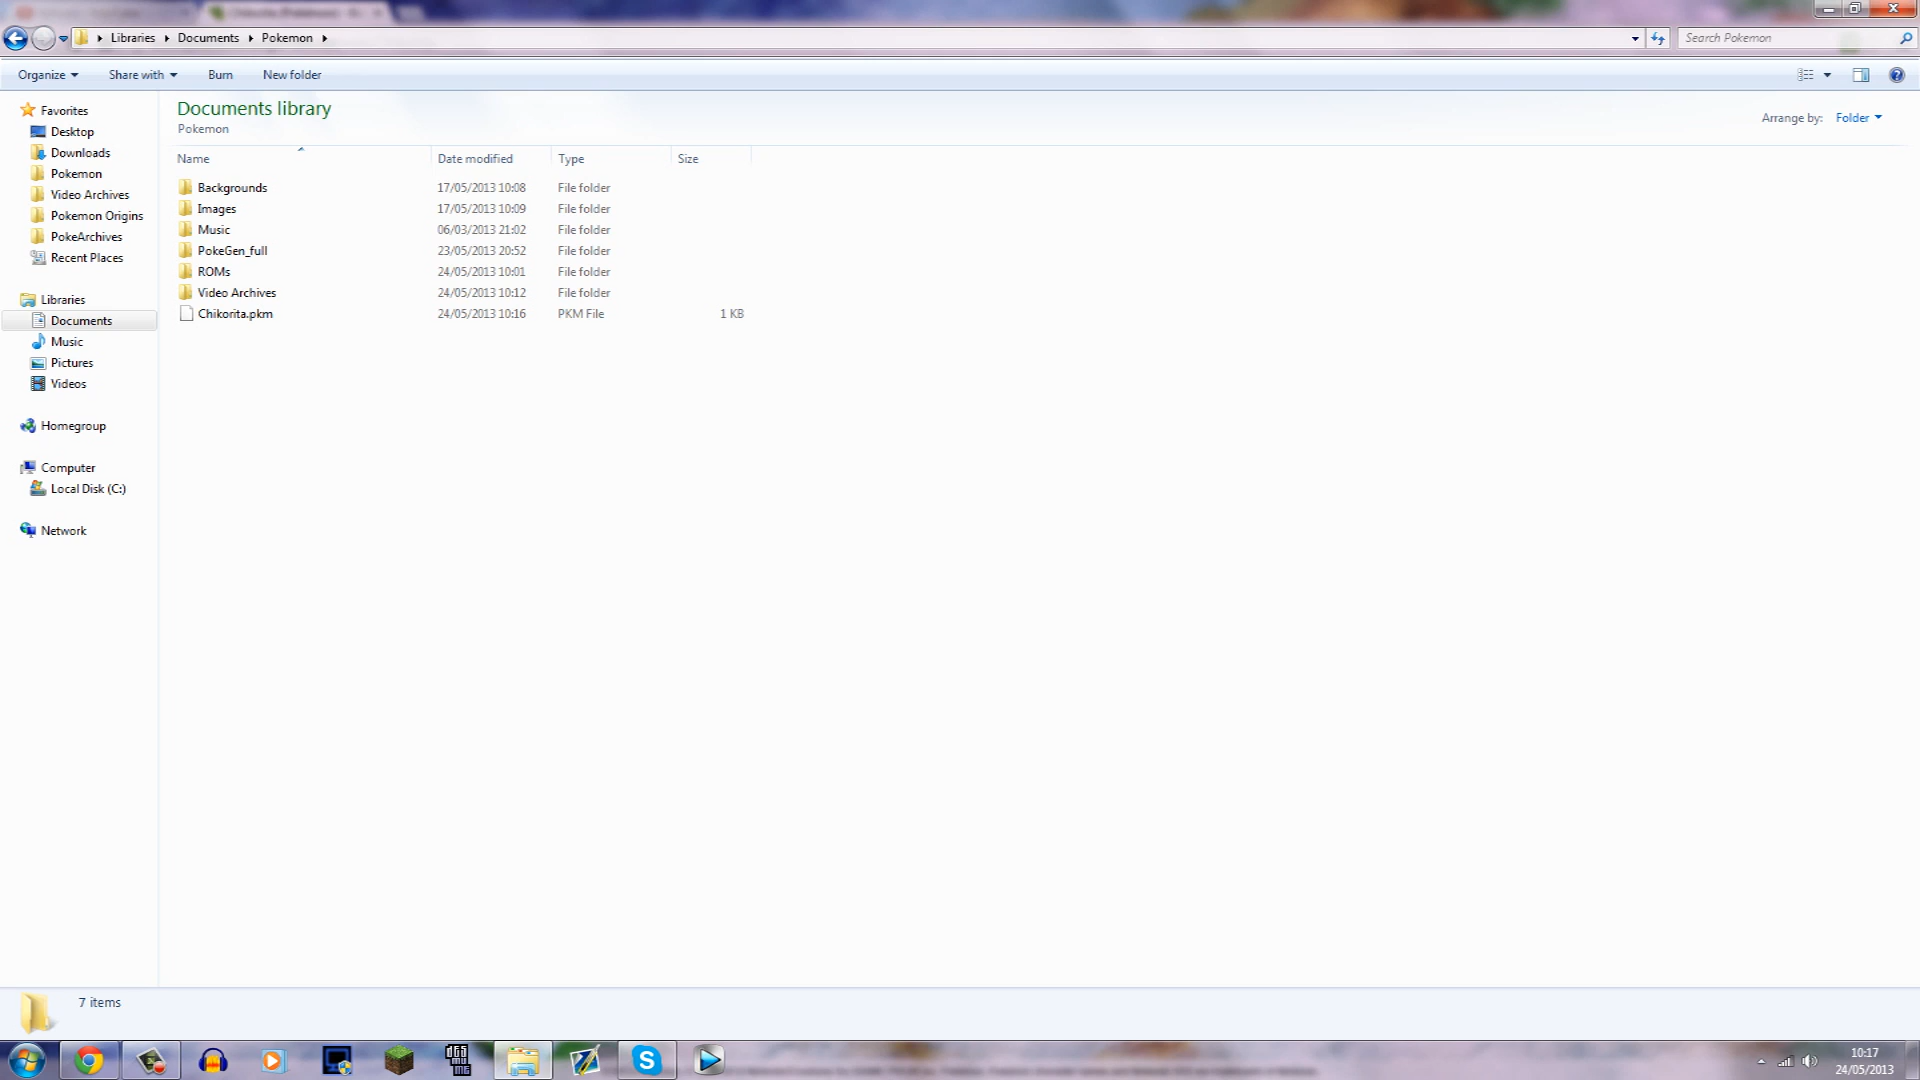 Libraries Documents Pokemon
Search Pokemon
Organize Share with Burn New folder
Favorites
Desktop
Downloads
Pokemon
Video Archives
Pokemon Origins
PokeArchives
Recent Places
Libraries
Documents
Music
Pictures
Videos
Homegroup
Computer
Local Disk (C:)
Network
Documents library
Pokemon
Arrange by: Folder
Name Date modified Type Size
Backgrounds 17/05/2013 10:08 File folder
Images 17/05/2013 10:09 File folder
Music 06/03/2013 21:02 File folder
PokeGen_full 23/05/2013 20:52 File folder
ROMs 24/05/2013 10:01 File folder
Video Archives 24/05/2013 10:12 File folder
Chikorita.pkm 24/05/2013 10:16 PKM File 1 KB
7 items
10:17
24/05/2013